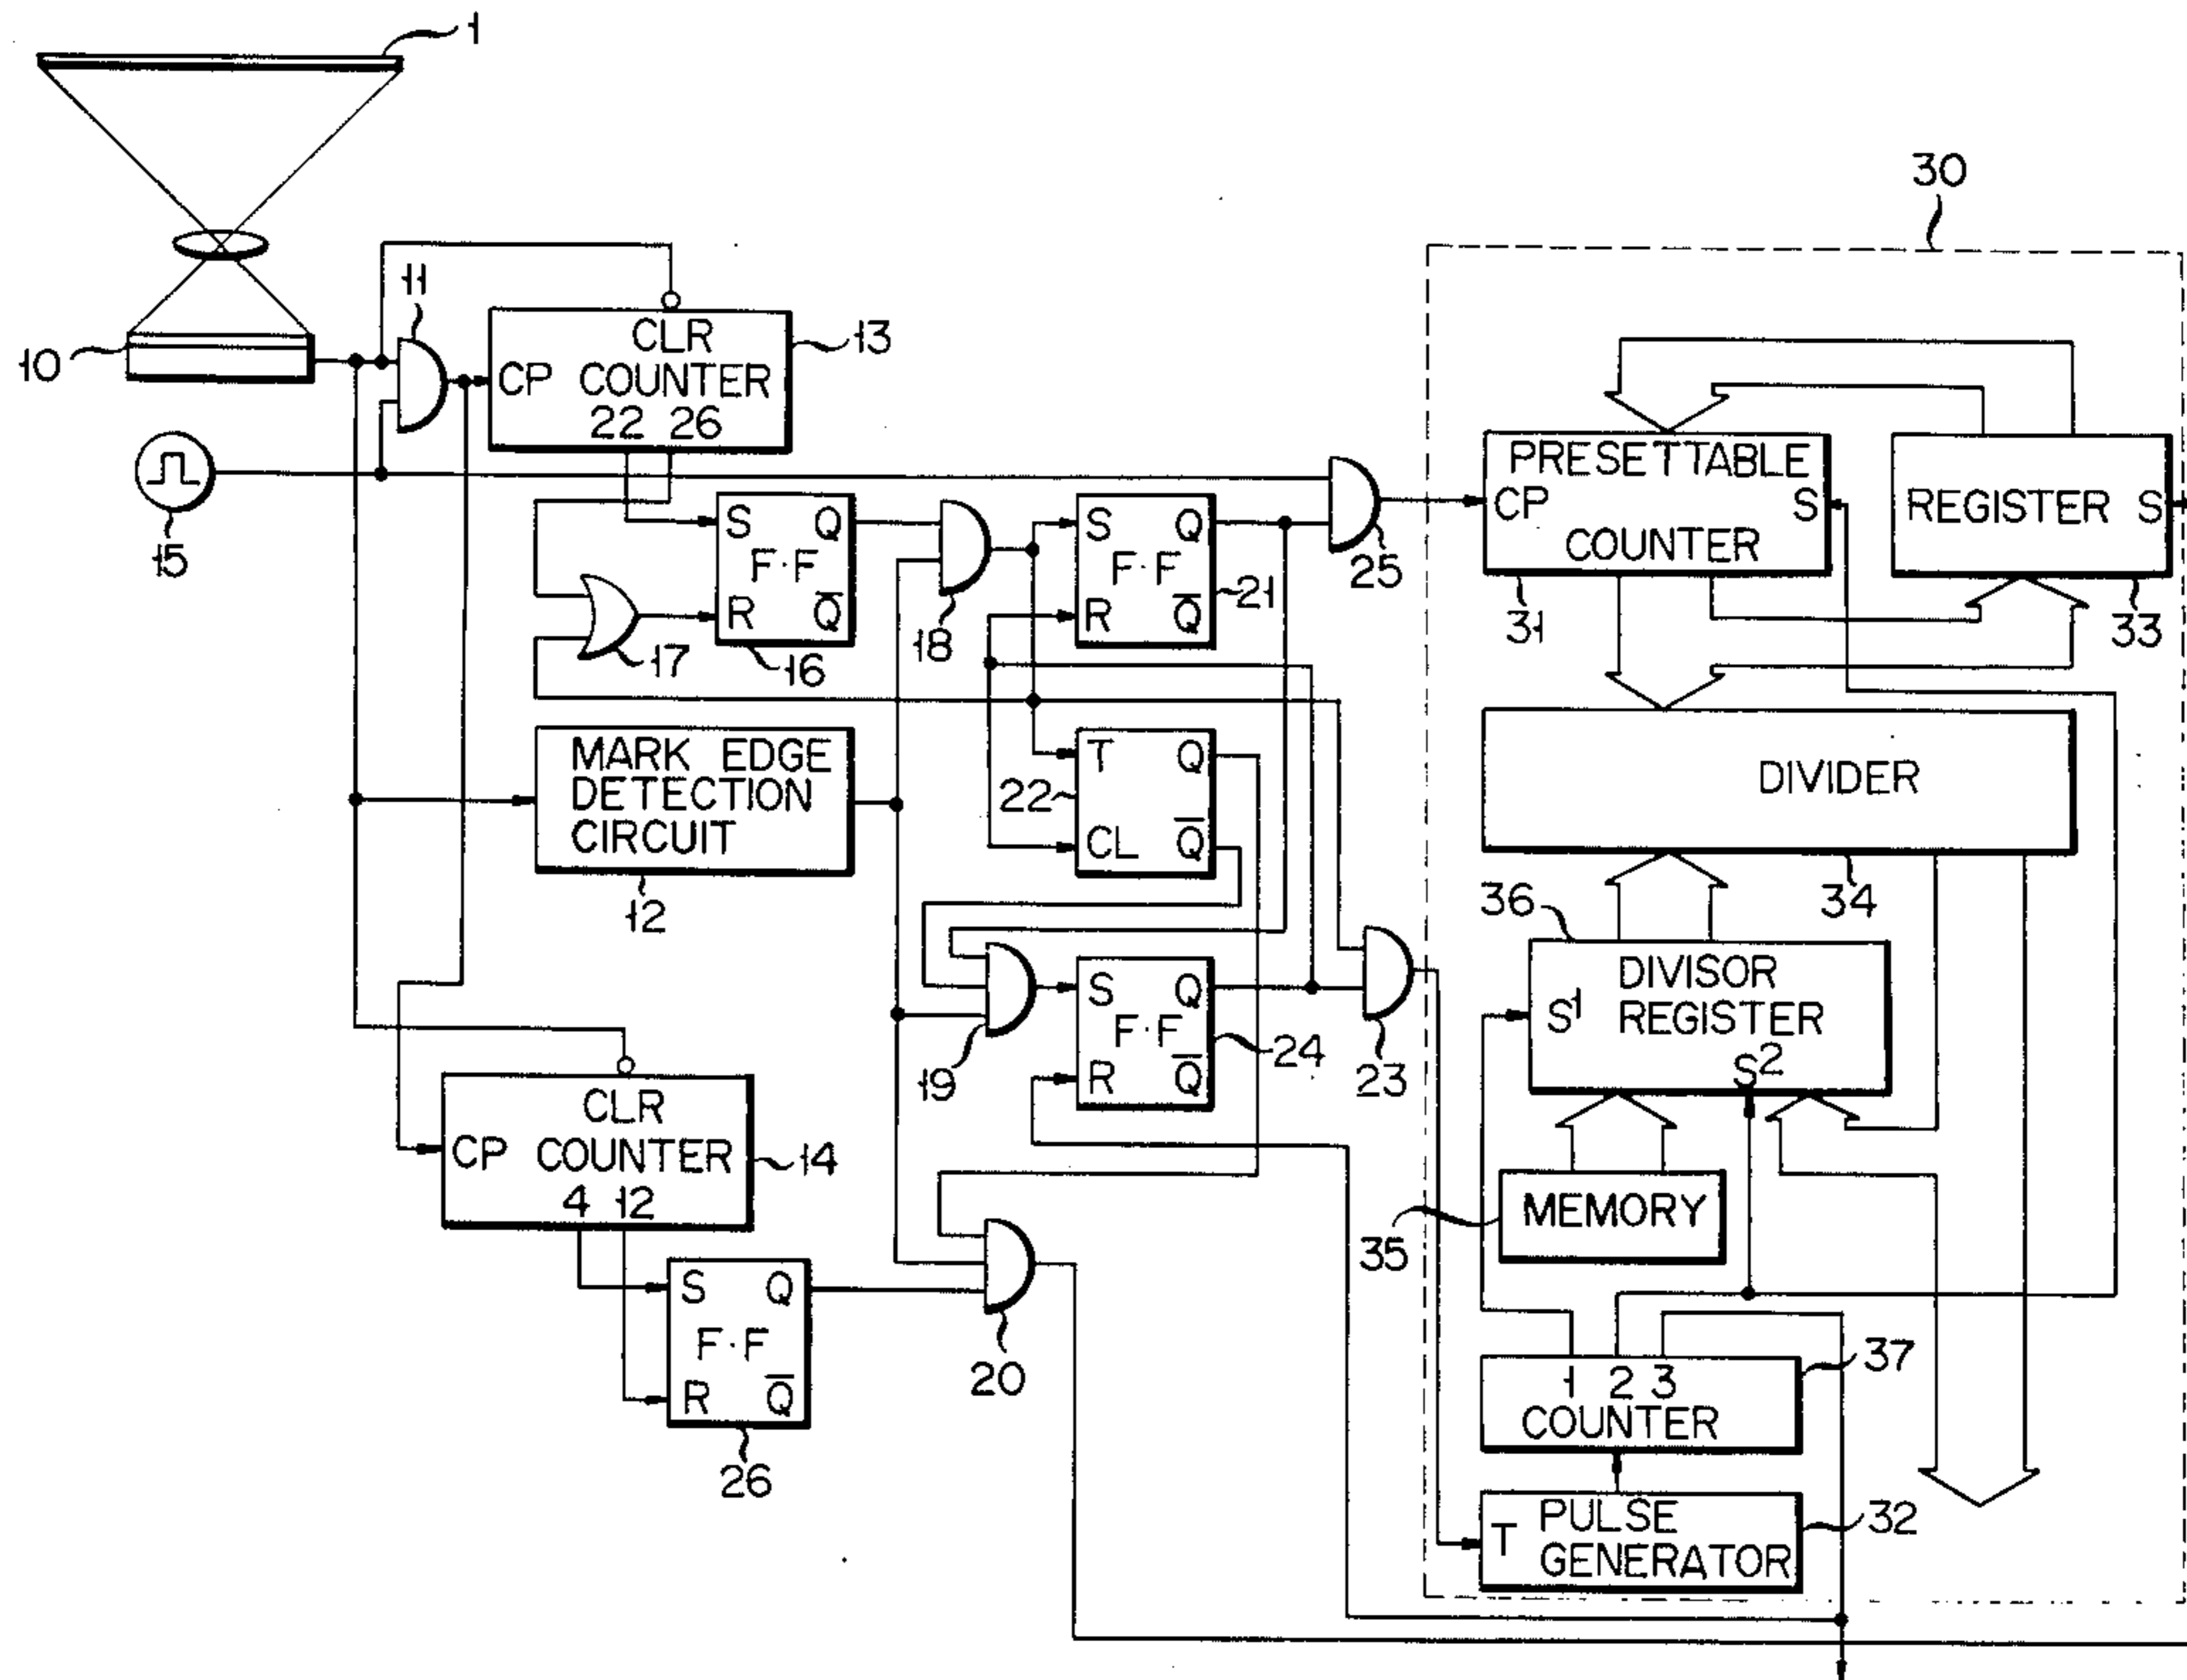 1
30
11
10
CLR
CP COUNTER
22 26
13
15
S Q
F·F
R Q̅
16
17
18
S Q
F·F
R Q̅
21
25
PRESETTABLE
CP S
COUNTER
31
REGISTER S
33
MARK EDGE
DETECTION
CIRCUIT
12
T Q
CL Q̅
22
DIVIDER
34
36
DIVISOR
S1 REGISTER
S2
19
S Q
F·F
R Q̅
24
23
CLR
CP COUNTER
4 12
14
MEMORY
35
S Q
F·F
R Q̅
26
20
1 2 3
COUNTER
37
T PULSE
GENERATOR
32